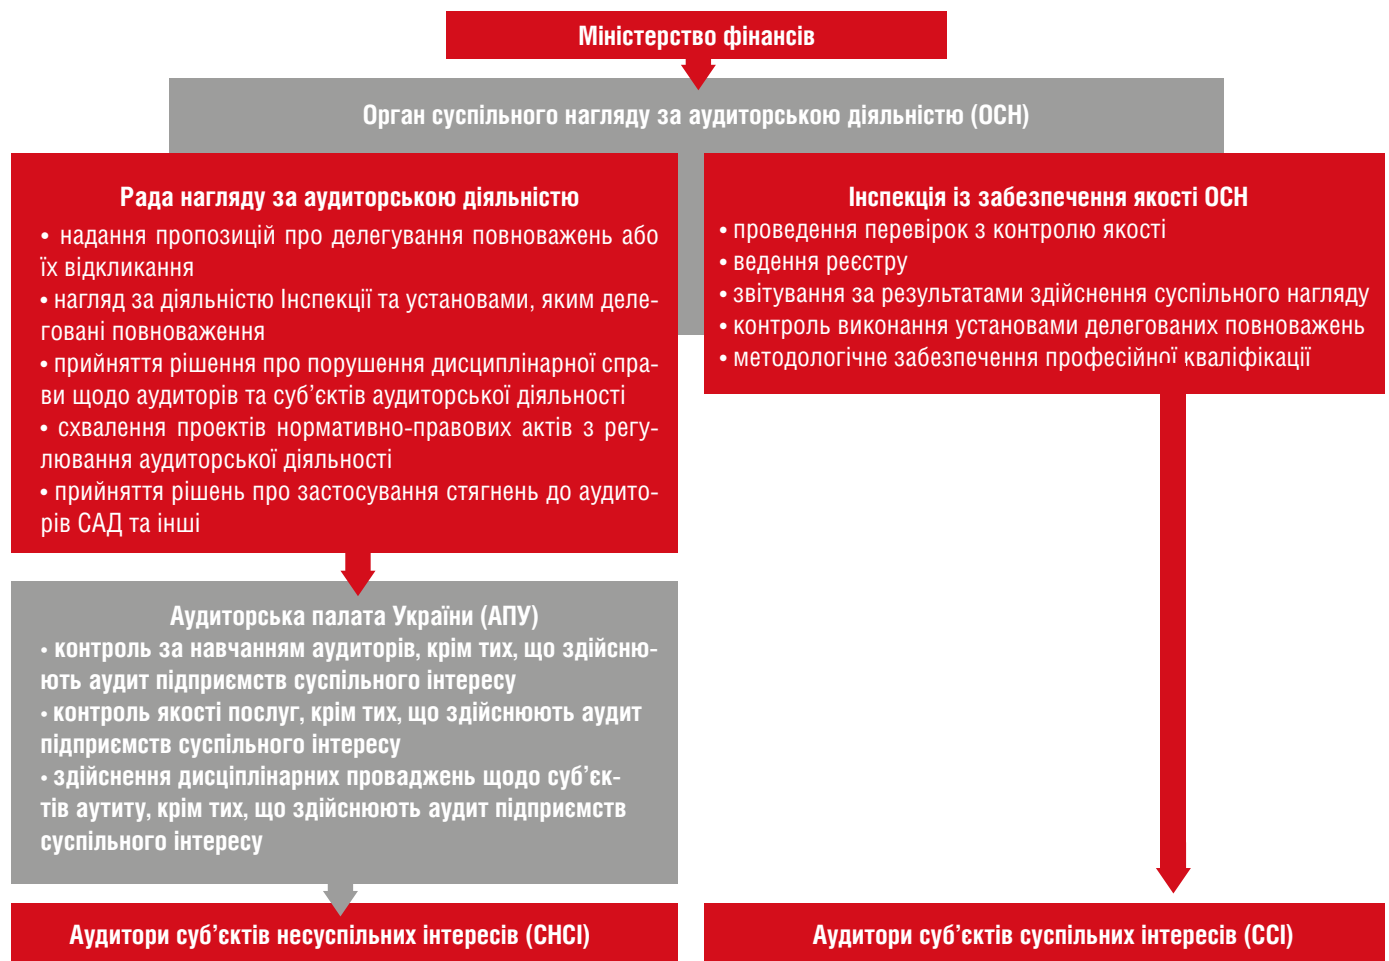 Міністерство фінансів
Орган суспільного нагляду за аудиторською діяльністю (ОСН)
Рада нагляду за аудиторською діяльністю
• надання пропозицій про делегування повноважень або
їх відкликання
• нагляд за діяльністю Інспекції та установами, яким деле-
говані повноваження
• прийняття рішення про порушення дисциплінарної спра-
ви щодо аудиторів та суб’єктів аудиторської діяльності
• схвалення проектів нормативно-правових актів з регу-
лювання аудиторської діяльності
• прийняття рішень про застосування стягнень до аудито-
рів САД та інші
Інспекція із забезпечення якості ОСН
• проведення перевірок з контролю якості
• ведення реєстру
• звітування за результатами здійснення суспільного нагляду
• контроль виконання установами делегованих повноважень
• методологічне забезпечення професійної кваліфікації
Аудиторська палата України (АПУ)
• контроль за навчанням аудиторів, крім тих, що здійсню-
ють аудит підприємств суспільного інтересу
• контроль якості послуг, крім тих, що здійснюють аудит
підприємств суспільного інтересу
• здійснення дисціплінарних проваджень щодо суб’єк-
тів аутиту, крім тих, що здійснюють аудит підприємств
суспільного інтересу
Аудитори суб’єктів несуспільних інтересів (СНСІ)
Аудитори суб’єктів суспільних інтересів (ССІ)